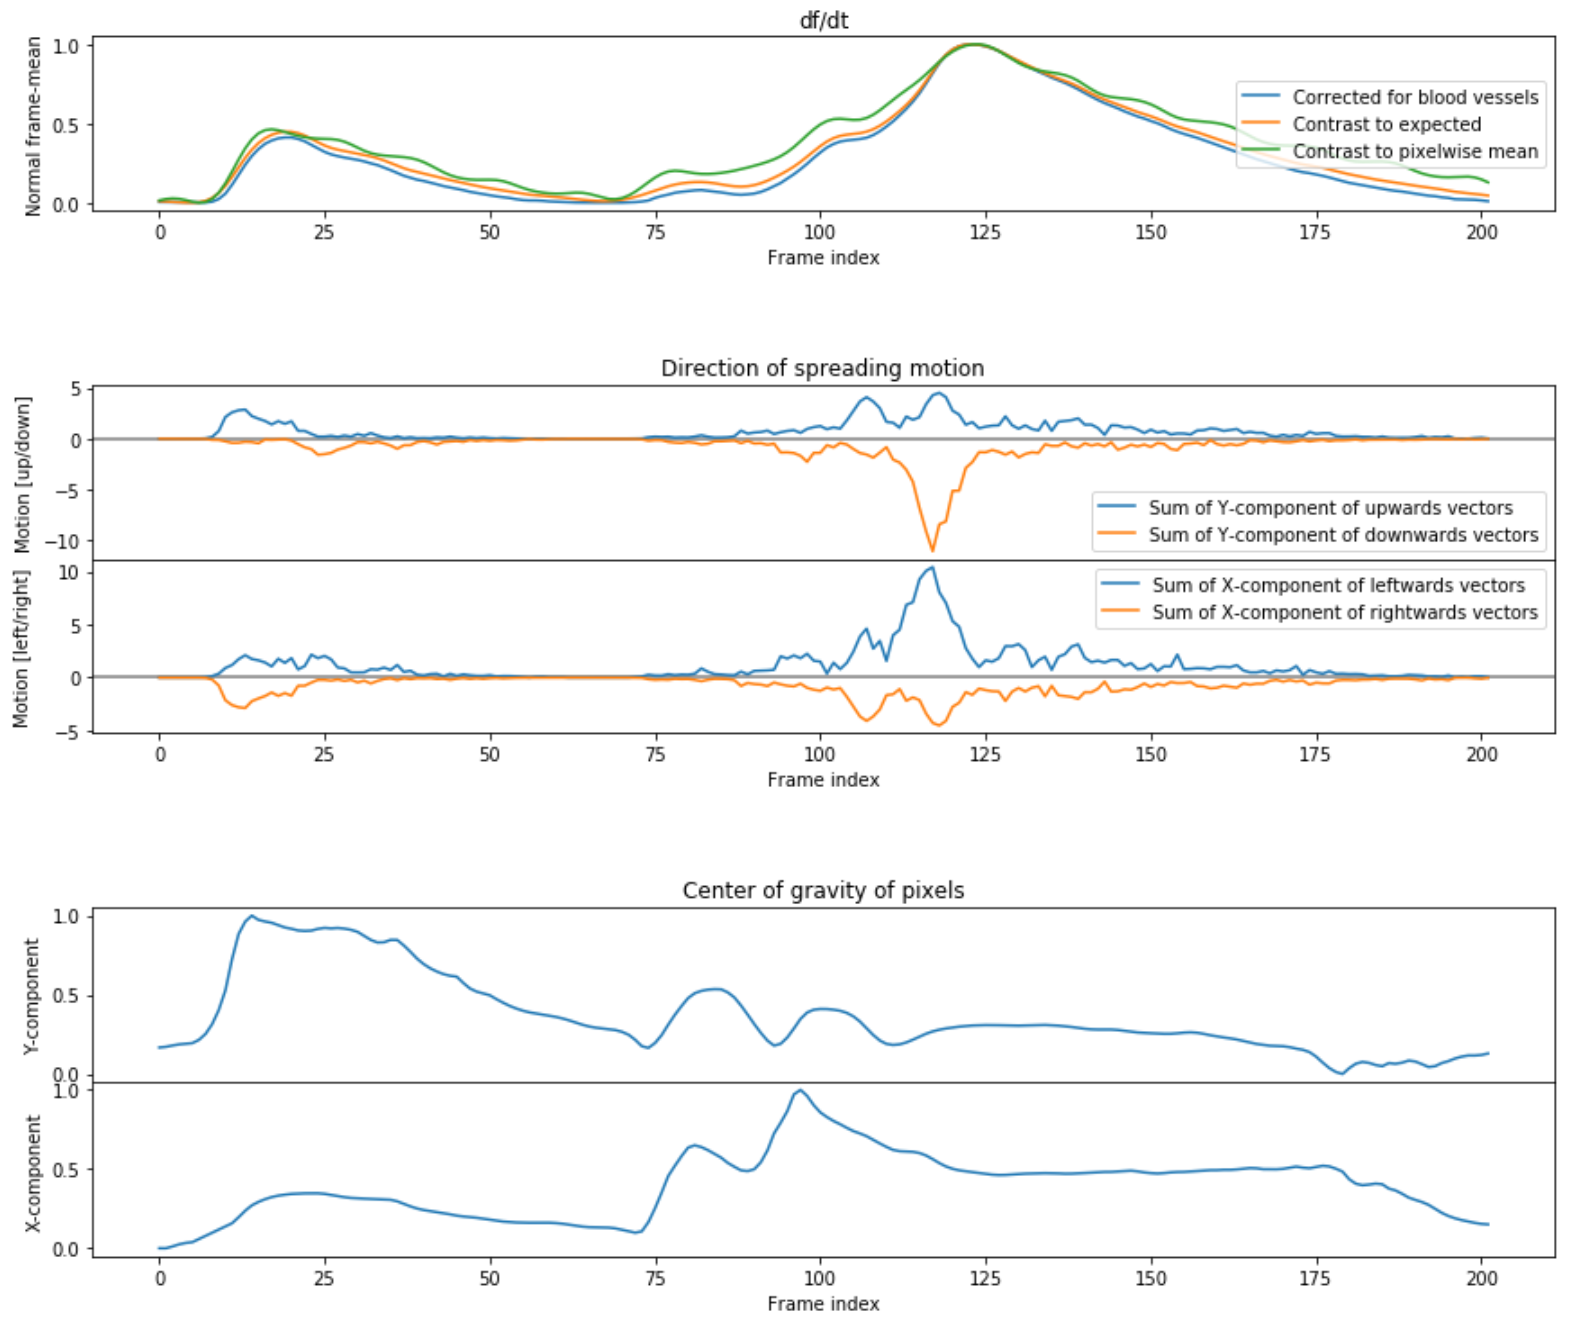 df/dt
Normal frame-mean
1.0
0.5
0.0
Corrected for blood vessels
Contrast to expected
Contrast to pixelwise mean
0 25 50 75 100 125 150 175 200
Frame index
Direction of spreading motion
Motion [up/down]
5
0
−5
−10
Sum of Y-component of upwards vectors
Sum of Y-component of downwards vectors
Motion [left/right]
10
5
0
−5
Sum of X-component of leftwards vectors
Sum of X-component of rightwards vectors
0 25 50 75 100 125 150 175 200
Frame index
Center of gravity of pixels
Y-component
1.0
0.5
0.0
X-component
1.0
0.5
0.0
0 25 50 75 100 125 150 175 200
Frame index